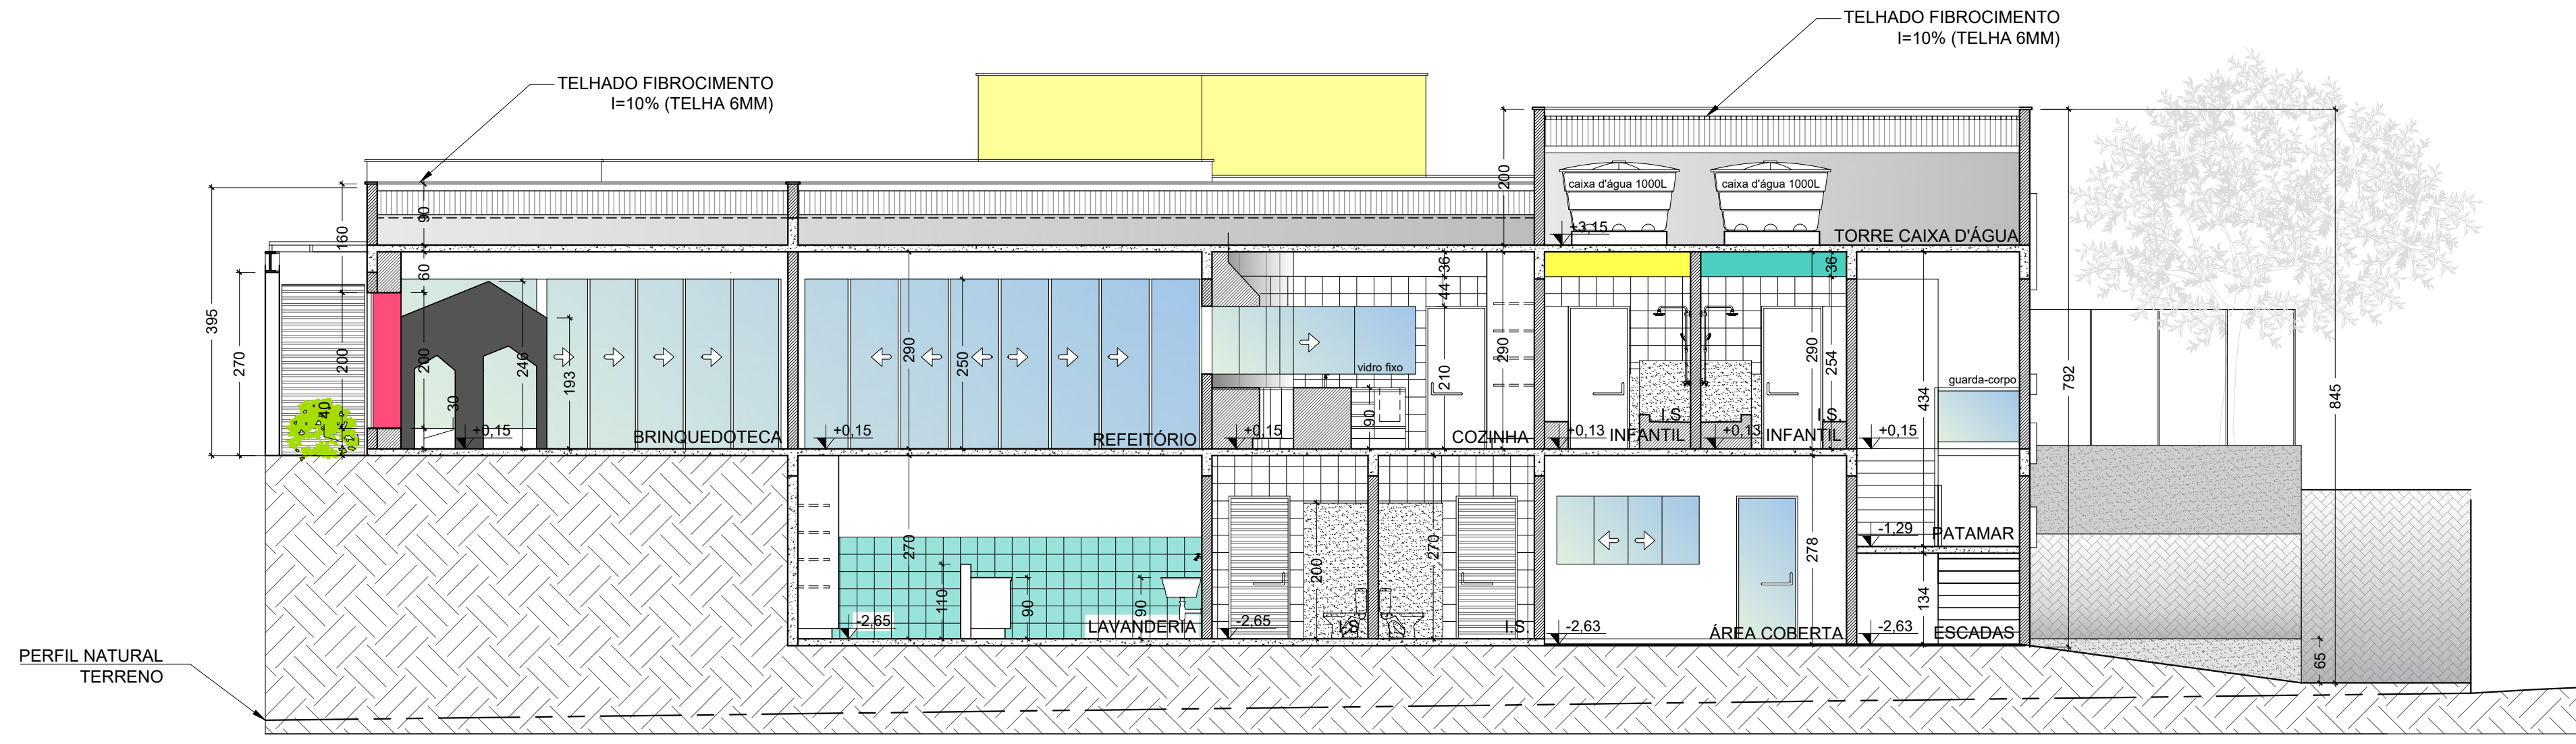 TELHADO FIBROCIMENTO
I=10% (TELHA 6MM)
TELHADO FIBROCIMENTO
I=10% (TELHA 6MM)
caixa d'água 1000L
caixa d'água 1000L
+3,15
TORRE CAIXA D'ÁGUA
200
90
160
60
395
270
200
40
200
30
246
193
290
250
36
44
210
90
290
36
290
254
434
792
845
vidro fixo
guarda-corpo
+0,15
BRINQUEDOTECA
+0,15
REFEITÓRIO
+0,15
COZINHA
+0,13
I.S.
INFANTIL
+0,13
I.S.
INFANTIL
+0,15
-1,29
PATAMAR
270
110
90
90
200
270
278
134
65
-2,65
LAVANDERIA
-2,65
I.S.
I.S.
-2,63
ÁREA COBERTA
-2,63
ESCADAS
PERFIL NATURAL
TERRENO